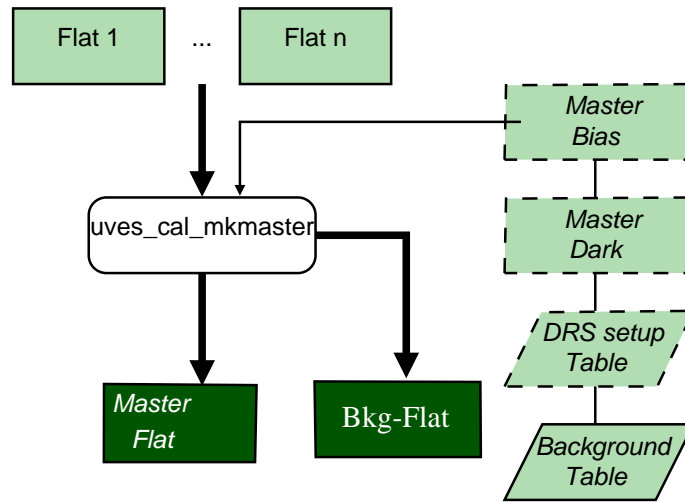 Flat 1
...
Flat n
Master
Bias
uves_cal_mkmaster
Master
Dark
DRS setup
Table
Master
Flat
Bkg-Flat
Background
Table